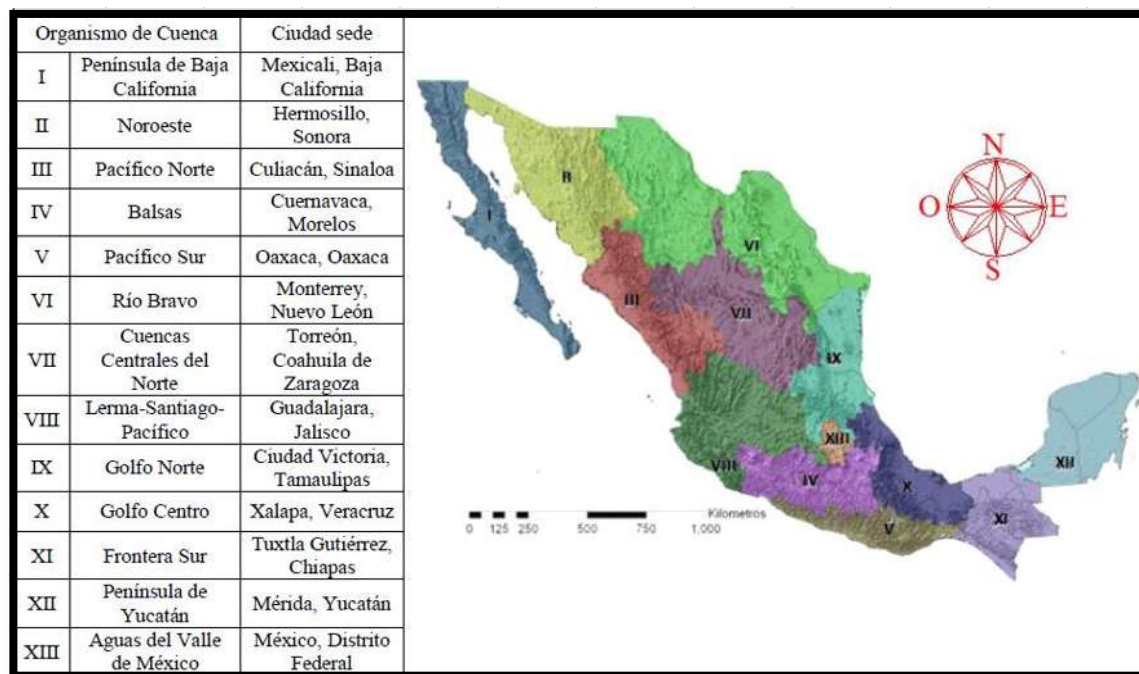 Organismo de Cuenca Ciudad sede
I Península de Baja California Mexicali, Baja California
II Noroeste Hermosillo, Sonora
III Pacífico Norte Culiacán, Sinaloa
IV Balsas Cuernavaca, Morelos
V Pacífico Sur Oaxaca, Oaxaca
VI Río Bravo Monterrey, Nuevo León
VII Cuencas Centrales del Norte Torreón, Coahuila de Zaragoza
VIII Lerma-Santiago-Pacífico Guadalajara, Jalisco
IX Golfo Norte Ciudad Victoria, Tamaulipas
X Golfo Centro Xalapa, Veracruz
XI Frontera Sur Tuxtla Gutiérrez, Chiapas
XII Península de Yucatán Mérida, Yucatán
XIII Aguas del Valle de México México, Distrito Federal
N
O E
S
II
I
VI
III
VII
IX
XIII
VIII
IV
X
XII
V
XI
Kilometros
0 125 250 500 750 1,000